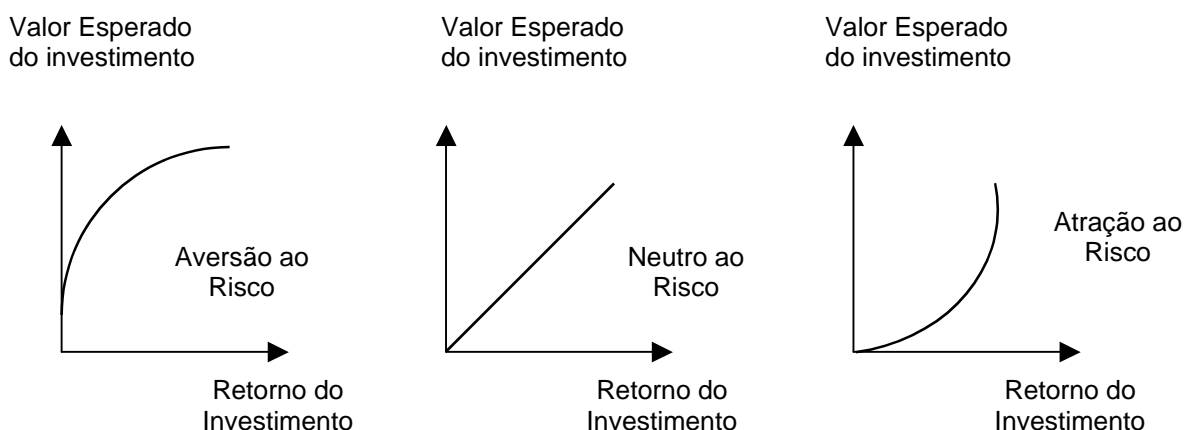 Valor Esperado
do investimento
Valor Esperado
do investimento
Valor Esperado
do investimento
Aversão ao
Risco
Neutro ao
Risco
Atração ao
Risco
Retorno do
Investimento
Retorno do
Investimento
Retorno do
Investimento